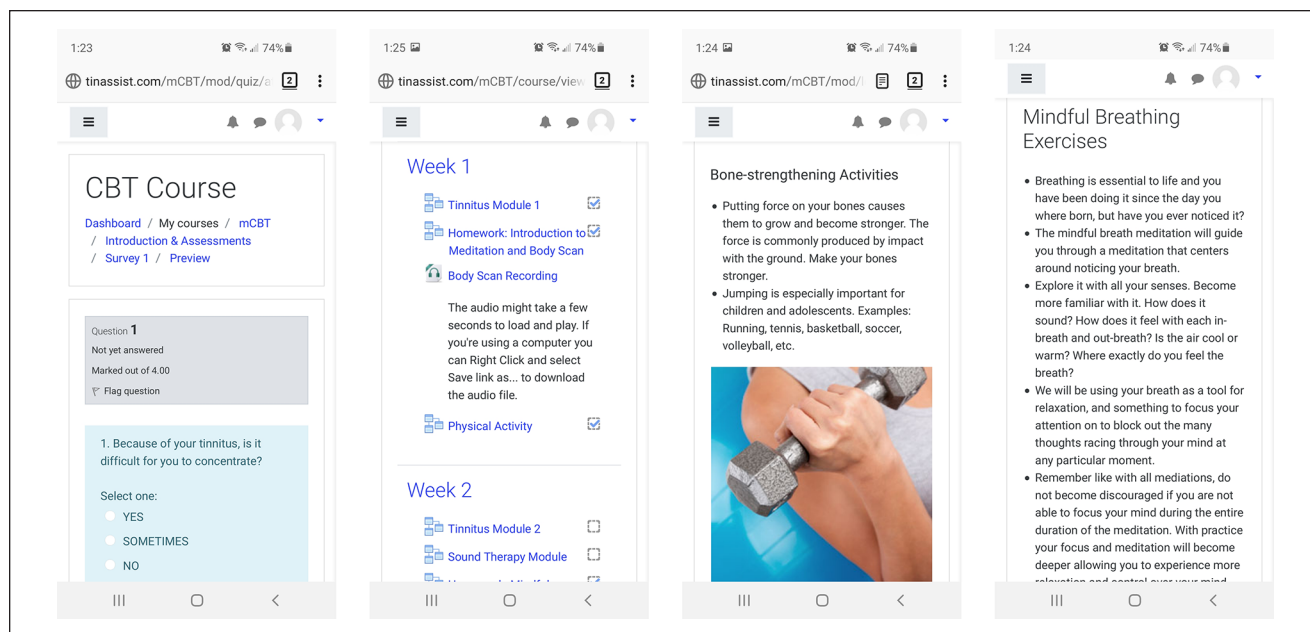 1:23
74%
tinassist.com/mCBT/mod/quiz/a
2
CBT Course
Dashboard / My courses / mCBT
/ Introduction & Assessments
/ Survey 1 / Preview
Question 1
Not yet answered
Marked out of 4.00
Flag question
1. Because of your tinnitus, is it
difficult for you to concentrate?
Select one:
YES
SOMETIMES
NO
1:25
74%
tinassist.com/mCBT/course/view
2
Week 1
Tinnitus Module 1
Homework: Introduction to
Meditation and Body Scan
Body Scan Recording
The audio might take a few
seconds to load and play. If
you're using a computer you
can Right Click and select
Save link as... to download
the audio file.
Physical Activity
Week 2
Tinnitus Module 2
Sound Therapy Module
1:24
74%
tinassist.com/mCBT/mod/
2
Bone-strengthening Activities
• Putting force on your bones causes
them to grow and become stronger. The
force is commonly produced by impact
with the ground. Make your bones
stronger.
• Jumping is especially important for
children and adolescents. Examples:
Running, tennis, basketball, soccer,
volleyball, etc.
1:24
74%
Mindful Breathing
Exercises
• Breathing is essential to life and you
have been doing it since the day you
where born, but have you ever noticed it?
• The mindful breath meditation will guide
you through a meditation that centers
around noticing your breath.
• Explore it with all your senses. Become
more familiar with it. How does it
sound? How does it feel with each in-
breath and out-breath? Is the air cool or
warm? Where exactly do you feel the
breath?
• We will be using your breath as a tool for
relaxation, and something to focus your
attention on to block out the many
thoughts racing through your mind at
any particular moment.
• Remember like with all mediations, do
not become discouraged if you are not
able to focus your mind during the entire
duration of the meditation. With practice
your focus and meditation will become
deeper allowing you to experience more